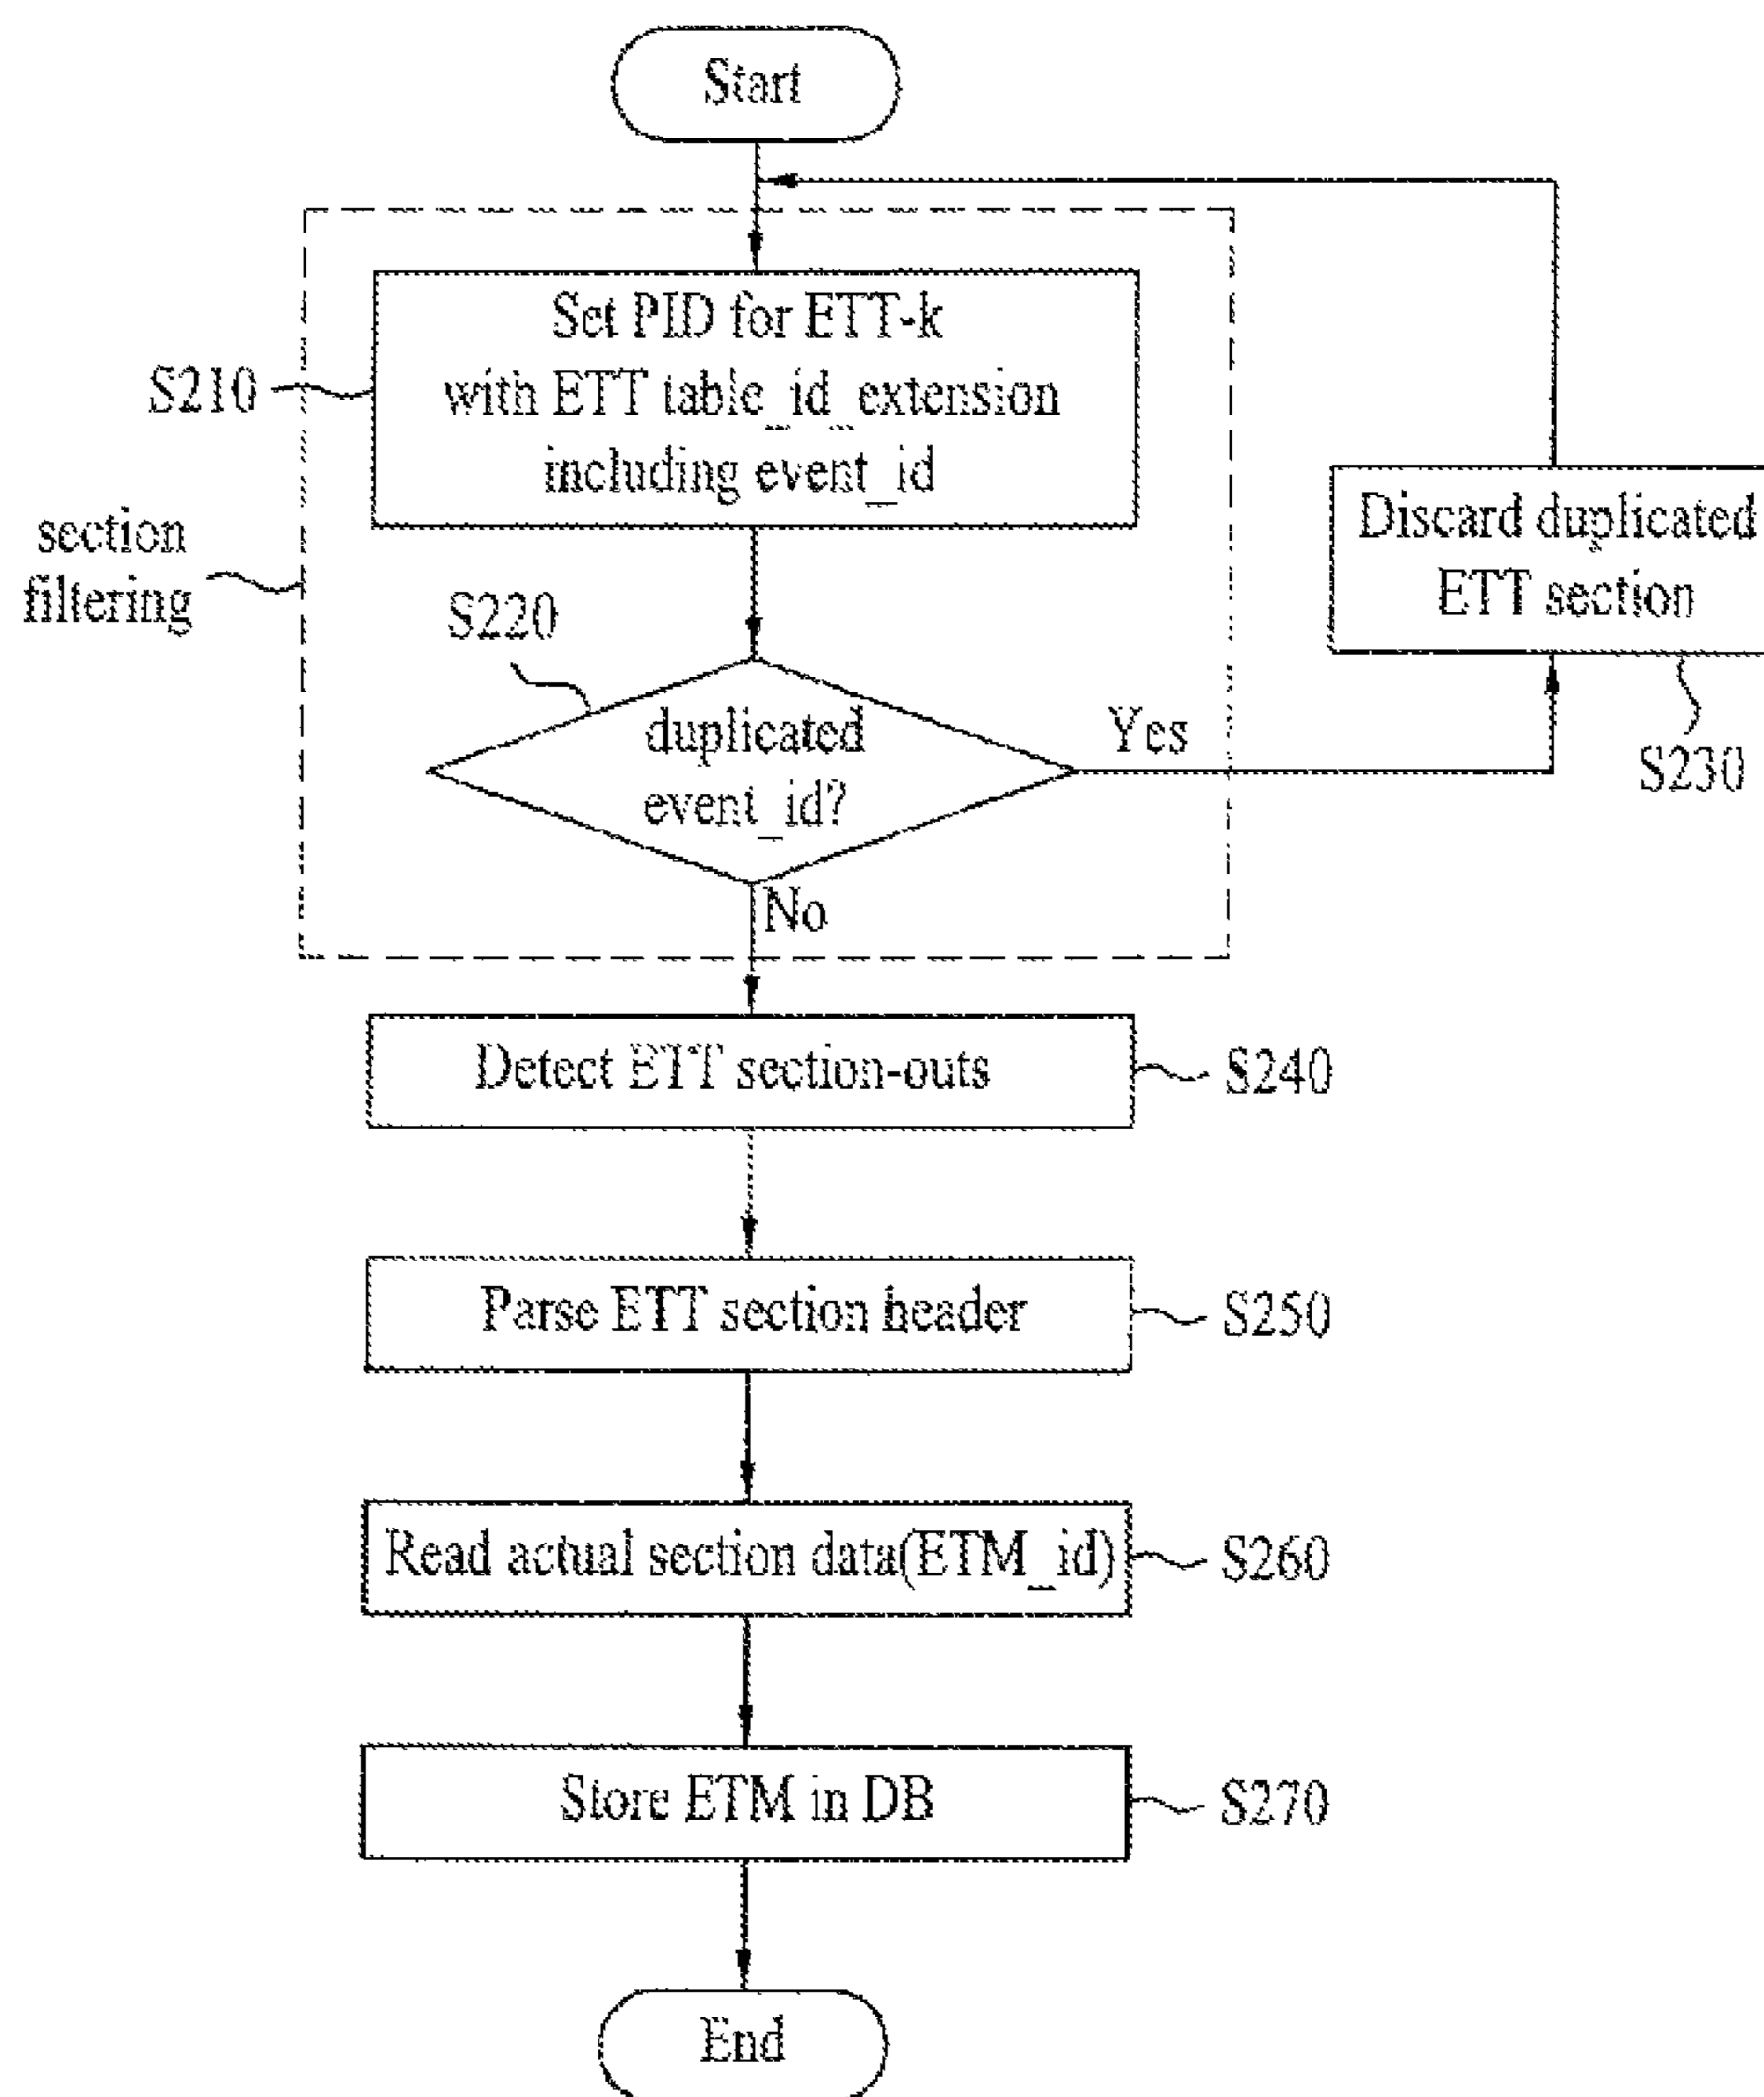 Start
Set PID for ETT-k
with ETT table_id_extension
including event_id
S210
section
filtering
S220
duplicated
event_id?
Yes
No
Discard duplicated
ETT section
S230
Detect ETT section-outs
S240
Parse ETT section header
S250
Read actual section data(ETM_id)
S260
Store ETM in DB
S270
End